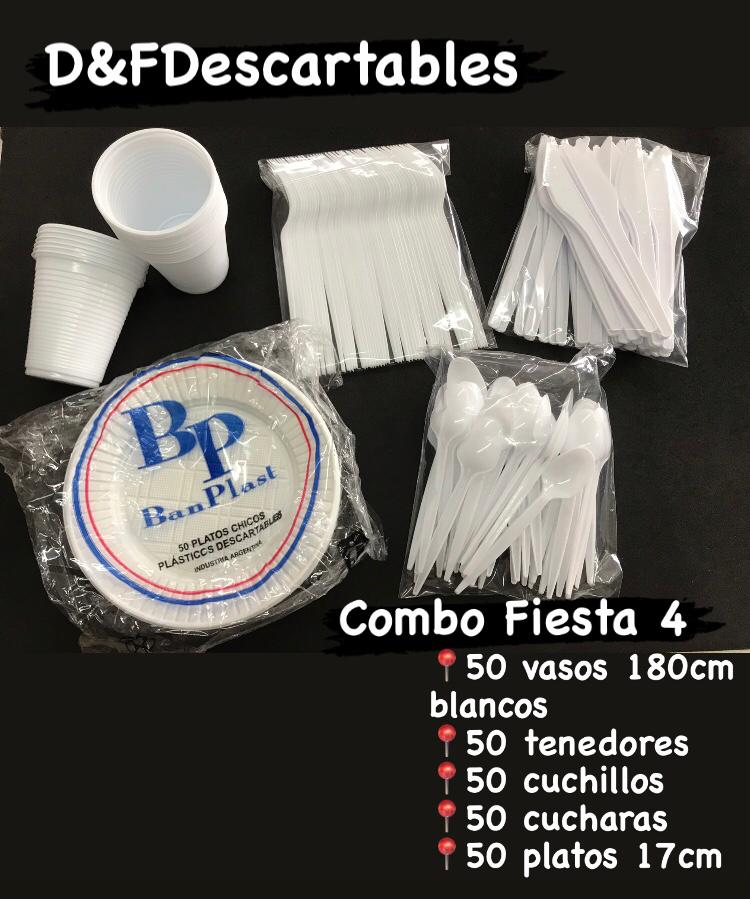 D&FDescartables
Bp
BanPlast
50 PLATOS CHICOS
PLÁSTICOS DESCARTABLES
INDUSTRIA ARGENTINA
Combo Fiesta 4
📍50 vasos 180cm
blancos
📍50 tenedores
📍50 cuchillos
📍50 cucharas
📍50 platos 17cm